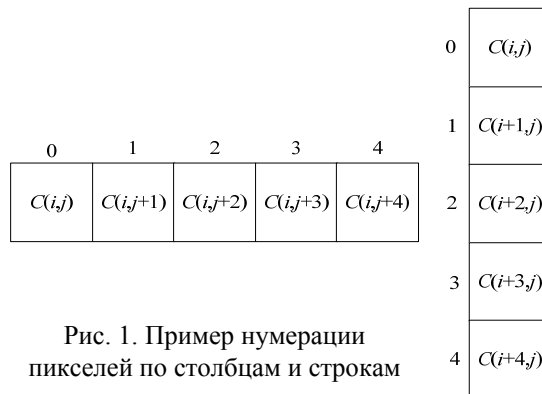 0 1 2 3 4
C(i,j) C(i,j+1) C(i,j+2) C(i,j+3) C(i,j+4)
0 C(i,j)
1 C(i+1,j)
2 C(i+2,j)
3 C(i+3,j)
4 C(i+4,j)
Рис. 1. Пример нумерации
пикселей по столбцам и строкам